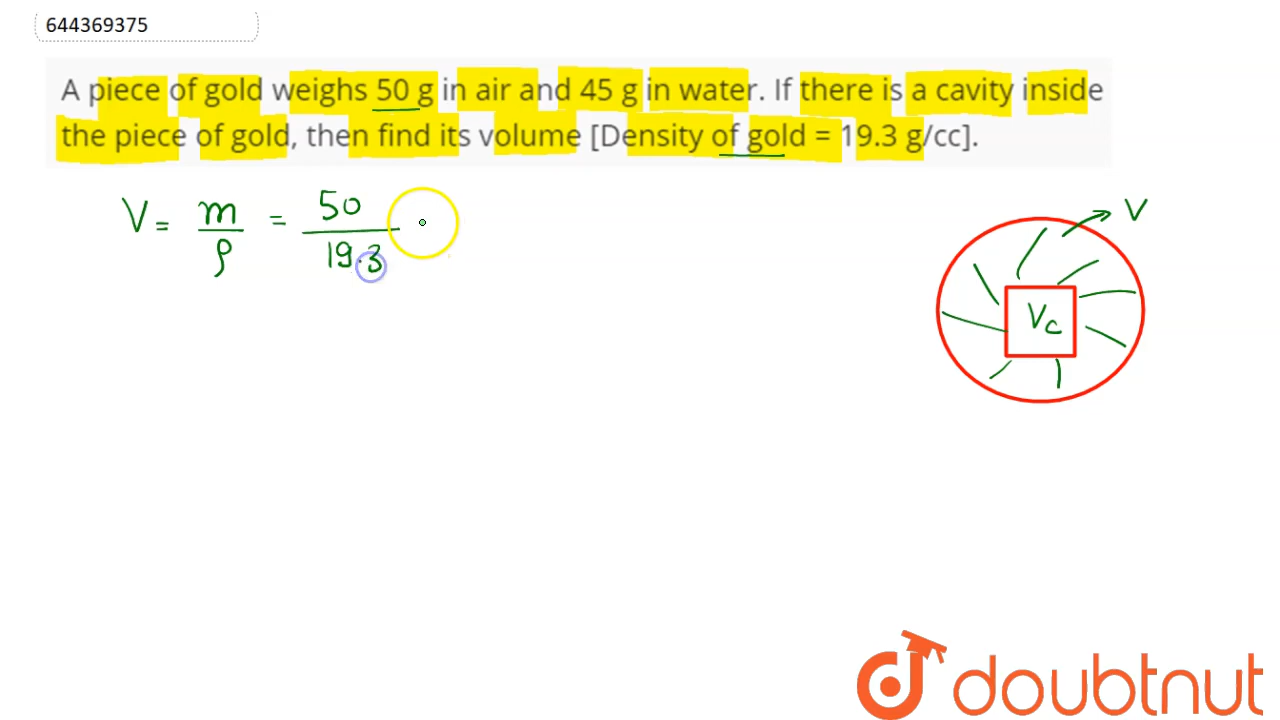 644369375
A piece of gold weighs 50 g in air and 45 g in water. If there is a cavity inside
the piece of gold, then find its volume [Density of gold = 19.3 g/cc].
V = m/ρ = 50/19.3
V
Vc
doubtnut